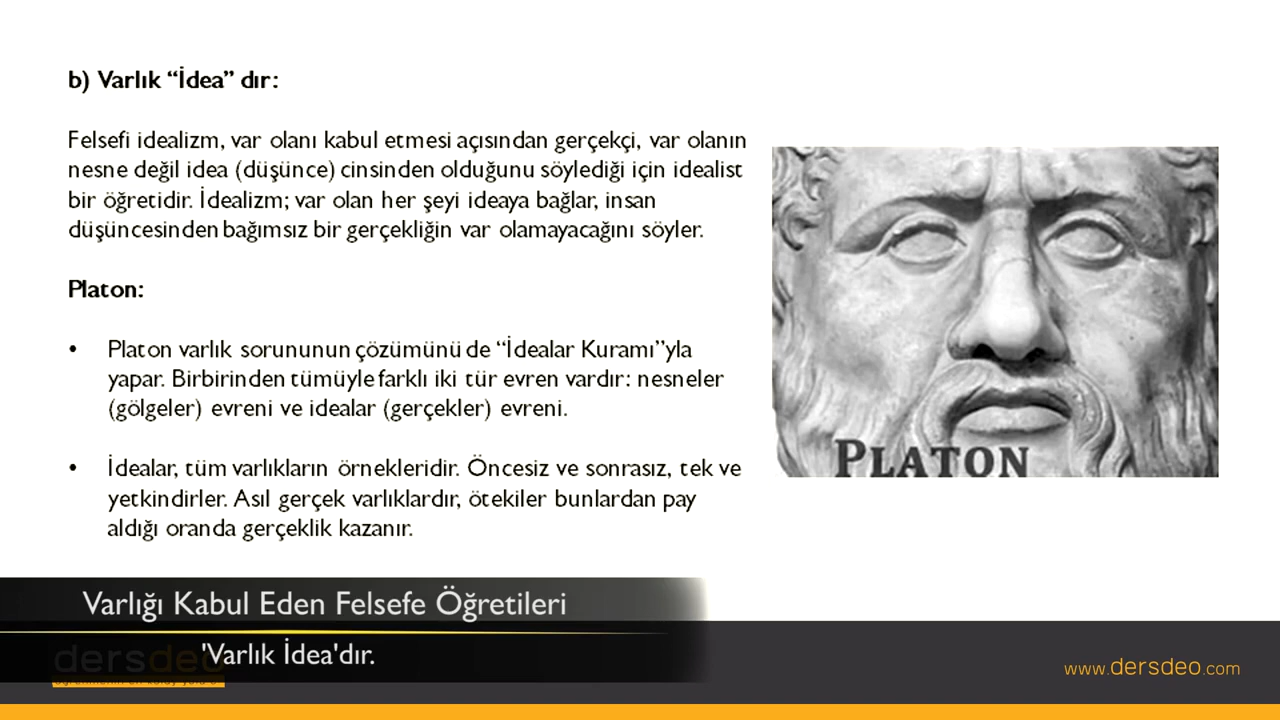 b) Varlık “İdea” dır:
Felsefi idealizm, var olanı kabul etmesi açısından gerçekçi, var olanın
nesne değil idea (düşünce) cinsinden olduğunu söylediği için idealist
bir öğretidir. İdealizm; var olan her şeyi ideaya bağlar, insan
düşüncesinden bağımsız bir gerçekliğin var olamayacağını söyler.
Platon:
• Platon varlık sorununun çözümünü de “İdealar Kuramı”yla
yapar. Birbirinden tümüyle farklı iki tür evren vardır: nesneler
(gölgeler) evreni ve idealar (gerçekler) evreni.
• İdealar, tüm varlıkların örnekleridir. Öncesiz ve sonrasız, tek ve
yetkindirler. Asıl gerçek varlıklardır, ötekiler bunlardan pay
aldığı oranda gerçeklik kazanır.
PLATON
Varlığı Kabul Eden Felsefe Öğretileri
'Varlık İdea'dır.
dersdeo
www.dersdeo.com